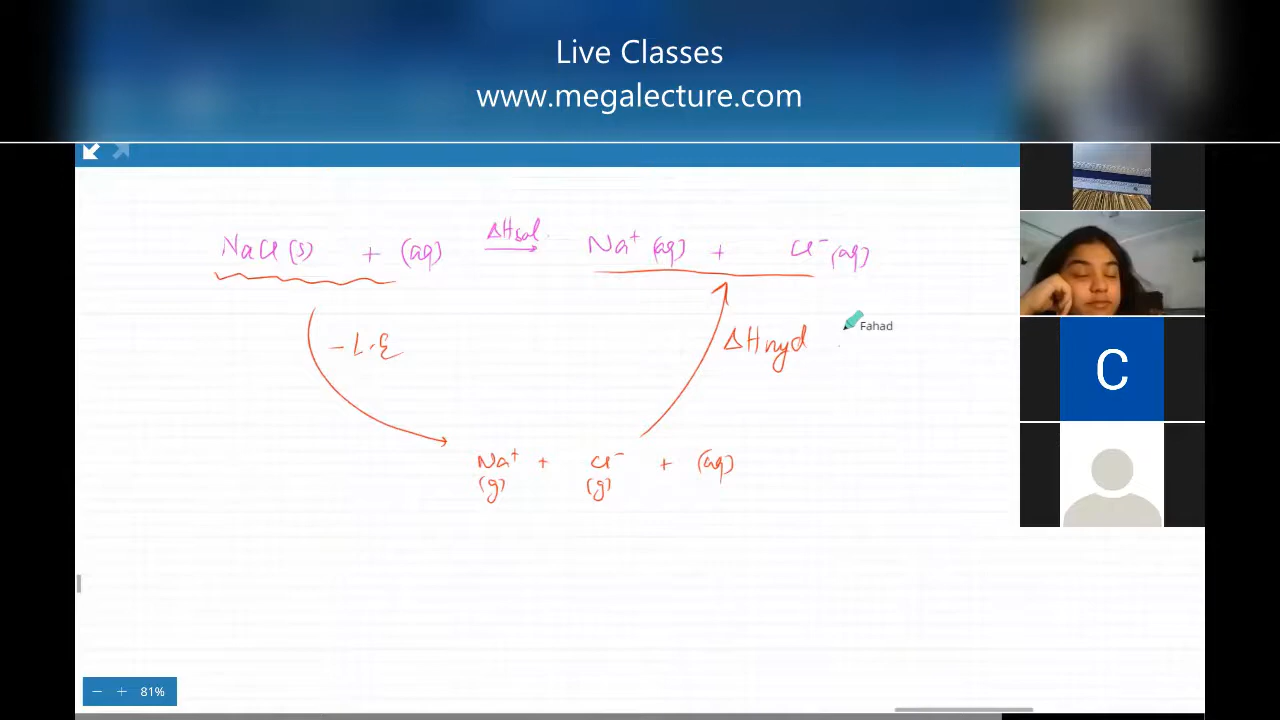 Live Classes
www.megalecture.com
NaCl(s) + (aq) ΔHsol. Na⁺(aq) + Cl⁻(aq)
-L.E
ΔHhyd
Fahad
C
Na⁺ + Cl⁻ + (aq)
(g) (g)
− + 81%